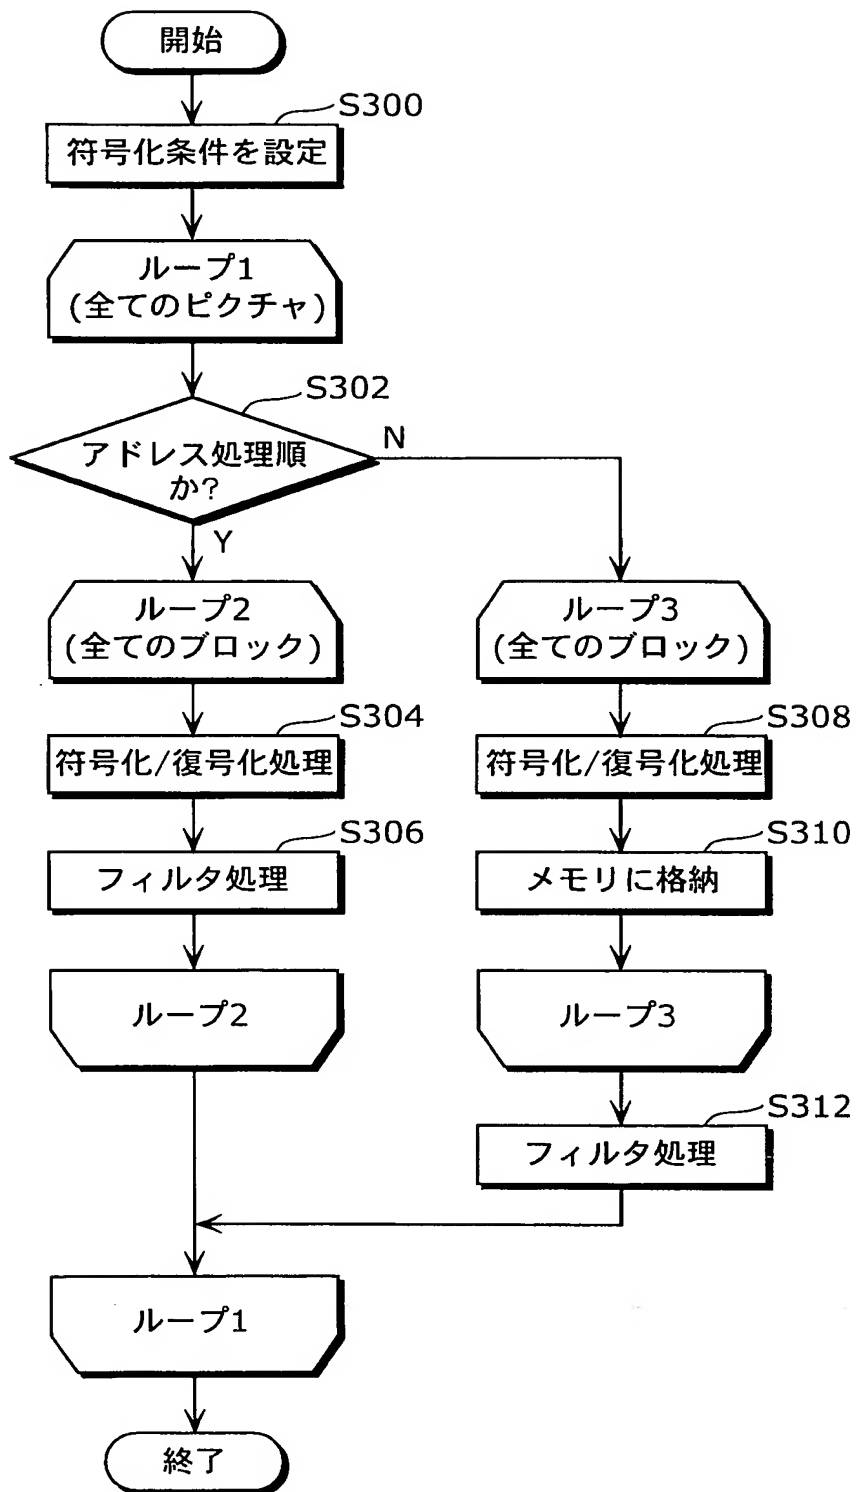 開始
S300
符号化条件を設定
ループ1
(全てのピクチャ)
S302
アドレス処理順
か?
N
Y
ループ2
(全てのブロック)
S304
符号化/復号化処理
S306
フィルタ処理
ループ2
ループ3
(全てのブロック)
S308
符号化/復号化処理
S310
メモリに格納
ループ3
S312
フィルタ処理
ループ1
終了